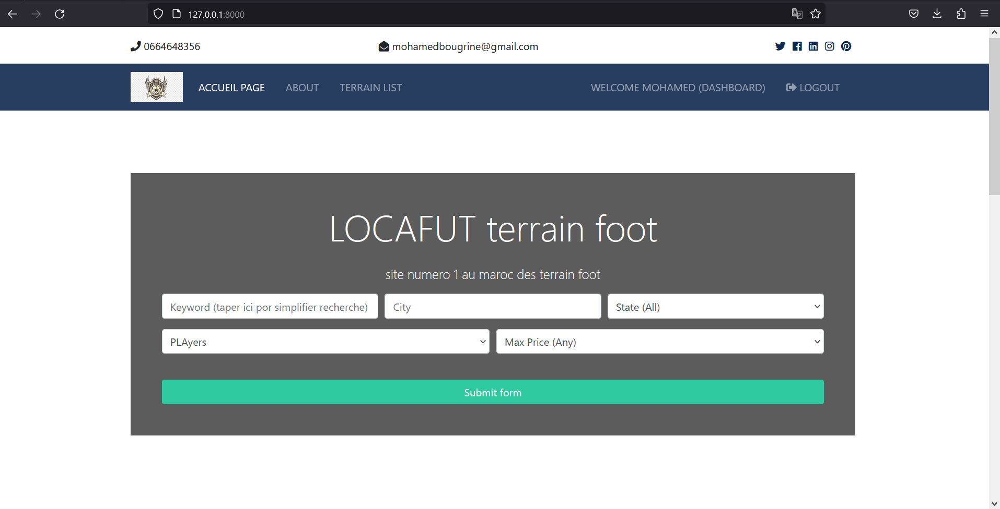 127.0.0.1:8000
0664648356
mohamedbougrine@gmail.com
SOCCER
ACCUEIL PAGE
ABOUT
TERRAIN LIST
WELCOME MOHAMED (DASHBOARD)
LOGOUT
LOCAFUT terrain foot
site numero 1 au maroc des terrain foot
Keyword (taper ici por simplifier recherche)
City
State (All)
PLAyers
Max Price (Any)
Submit form